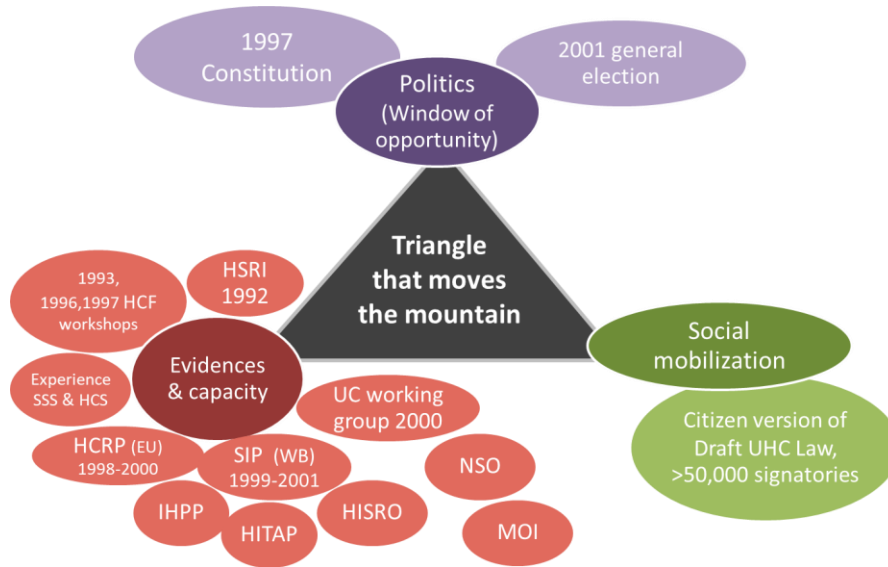 1997
Constitution
2001 general
election
Politics
(Window of
opportunity)
Triangle
that moves
the mountain
1993,
1996,1997 HCF
workshops
HSRI
1992
Evidences
& capacity
Experience
SSS & HCS
UC working
group 2000
HCRP (EU)
1998-2000
SIP (WB)
1999-2001
IHPP
HITAP
HISRO
NSO
MOI
Social
mobilization
Citizen version of
Draft UHC Law,
>50,000 signatories